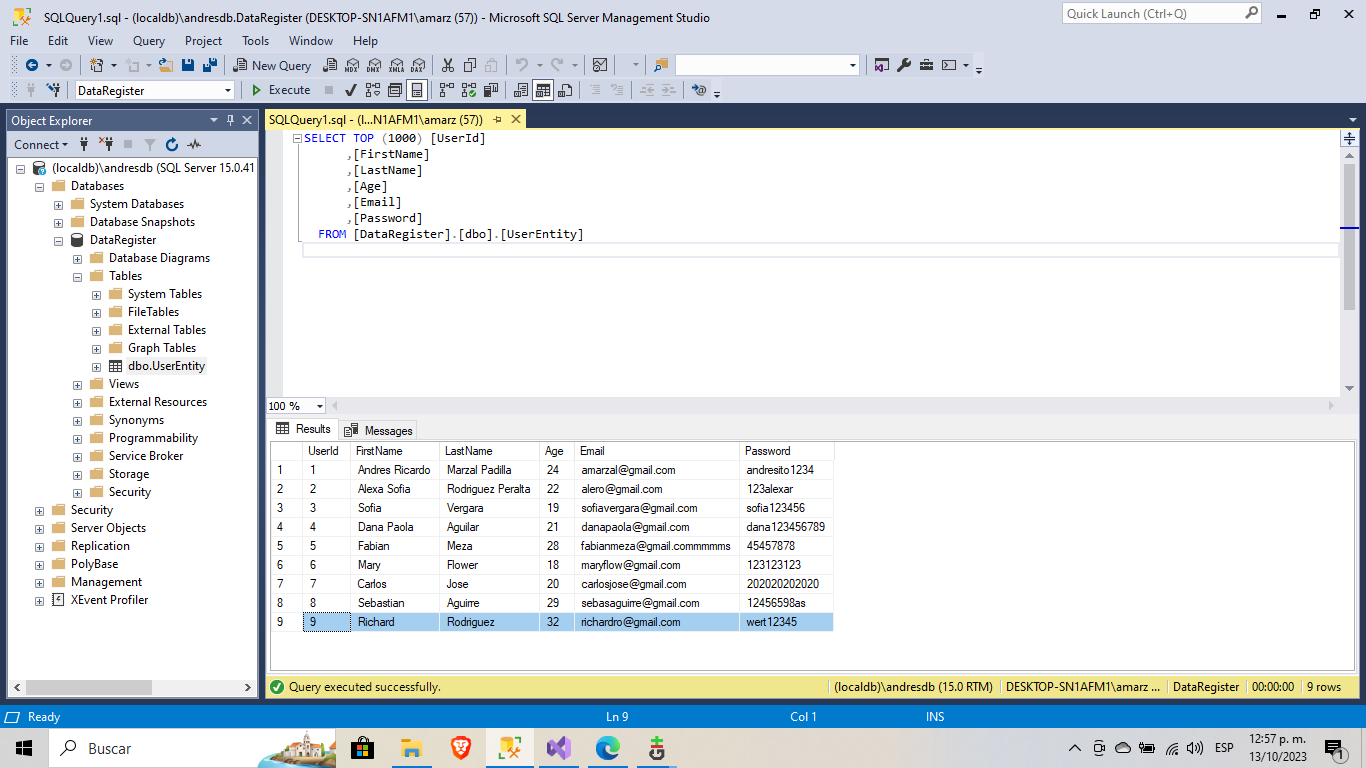 SQLQuery1.sql - (localdb)\andresdb.DataRegister (DESKTOP-SN1AFM1\amarz (57)) - Microsoft SQL Server Management Studio
Quick Launch (Ctrl+Q)
File Edit View Query Project Tools Window Help
New Query MDX DMX XMLA DAX
DataRegister Execute
Object Explorer
Connect
(localdb)\andresdb (SQL Server 15.0.41
Databases
System Databases
Database Snapshots
DataRegister
Database Diagrams
Tables
System Tables
FileTables
External Tables
Graph Tables
dbo.UserEntity
Views
External Resources
Synonyms
Programmability
Service Broker
Storage
Security
Security
Server Objects
Replication
PolyBase
Management
XEvent Profiler
SQLQuery1.sql - (l...N1AFM1\amarz (57))
SELECT TOP (1000) [UserId]
,[FirstName]
,[LastName]
,[Age]
,[Email]
,[Password]
FROM [DataRegister].[dbo].[UserEntity]
100 %
Results Messages
UserId FirstName LastName Age Email Password
1 1 Andres Ricardo Marzal Padilla 24 amarzal@gmail.com andresito1234
2 2 Alexa Sofia Rodriguez Peralta 22 alero@gmail.com 123alexar
3 3 Sofia Vergara 19 sofiavergara@gmail.com sofia123456
4 4 Dana Paola Aguilar 21 danapaola@gmail.com dana123456789
5 5 Fabian Meza 28 fabianmeza@gmail.commmmms 45457878
6 6 Mary Flower 18 maryflow@gmail.com 123123123
7 7 Carlos Jose 20 carlosjose@gmail.com 202020202020
8 8 Sebastian Aguirre 29 sebasaguirre@gmail.com 12456598as
9 9 Richard Rodriguez 32 richardro@gmail.com wert12345
Query executed successfully. (localdb)\andresdb (15.0 RTM) DESKTOP-SN1AFM1\amarz ... DataRegister 00:00:00 9 rows
Ready Ln 9 Col 1 INS
Buscar
ESP
12:57 p. m.
13/10/2023
1